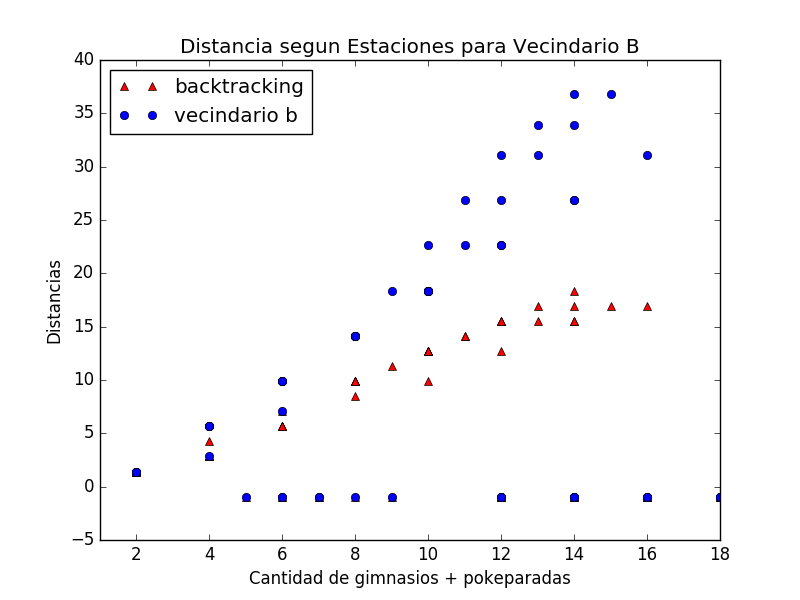 Distancia segun Estaciones para Vecindario B
40
35
30
25
20
15
10
5
0
−5
backtracking
vecindario b
Distancias
2 4 6 8 10 12 14 16 18
Cantidad de gimnasios + pokeparadas